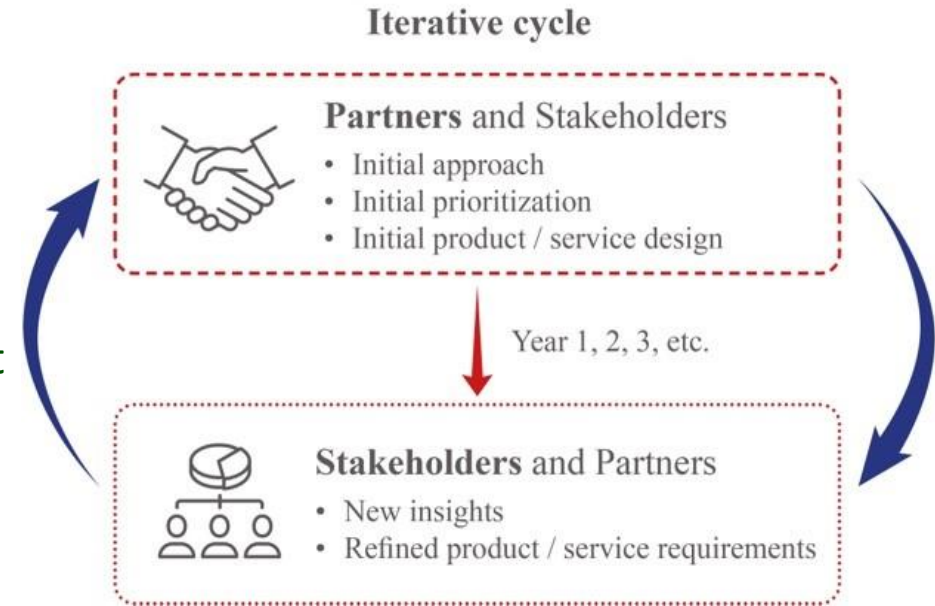 Iterative cycle
Partners and Stakeholders
• Initial approach
• Initial prioritization
• Initial product / service design
Year 1, 2, 3, etc.
t
Stakeholders and Partners
• New insights
• Refined product / service requirements